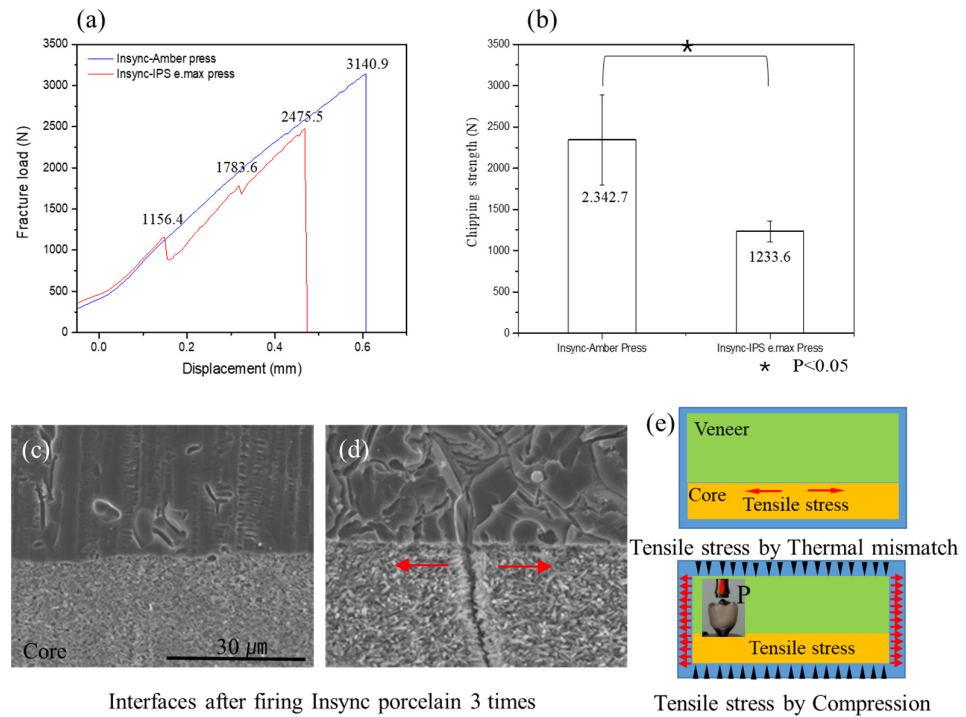 (a)
Insync-Amber press
Insync-IPS e.max press
3140.9
2475.5
1783.6
1156.4
3500
3000
2500
2000
1500
1000
500
0
0.0 0.2 0.4 0.6
Fracture load (N)
Displacement (mm)
(b)
*
3500
3000
2500
2000
1500
1000
500
0
2.342.7
1233.6
Chipping strength (N)
Insync-Amber Press Insync-IPS e.max Press
* P<0.05
(c)
Core
30 μm
(d)
Interfaces after firing Insync porcelain 3 times
(e)
Veneer
Core
Tensile stress
Tensile stress by Thermal mismatch
P
Tensile stress
Tensile stress by Compression